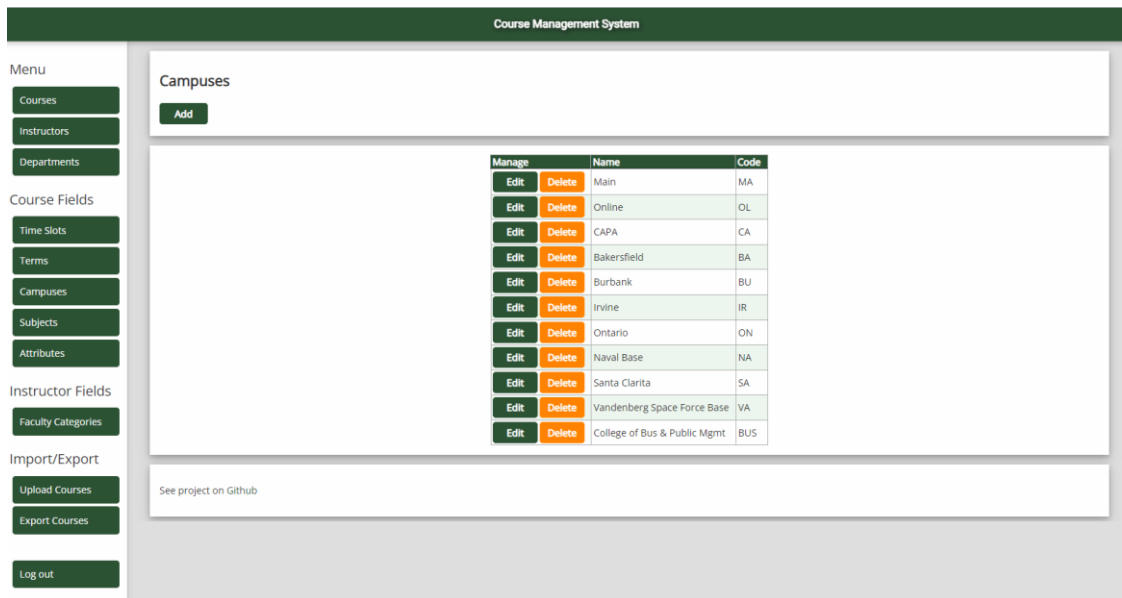 Course Management System
Menu
Courses
Instructors
Departments
Course Fields
Time Slots
Terms
Campuses
Subjects
Attributes
Instructor Fields
Faculty Categories
Import/Export
Upload Courses
Export Courses
Log out
Campuses
Add
Manage Name Code
Edit Delete Main MA
Edit Delete Online OL
Edit Delete CAPA CA
Edit Delete Bakersfield BA
Edit Delete Burbank BU
Edit Delete Irvine IR
Edit Delete Ontario ON
Edit Delete Naval Base NA
Edit Delete Santa Clarita SA
Edit Delete Vandenberg Space Force Base VA
Edit Delete College of Bus & Public Mgmt BUS
See project on Github